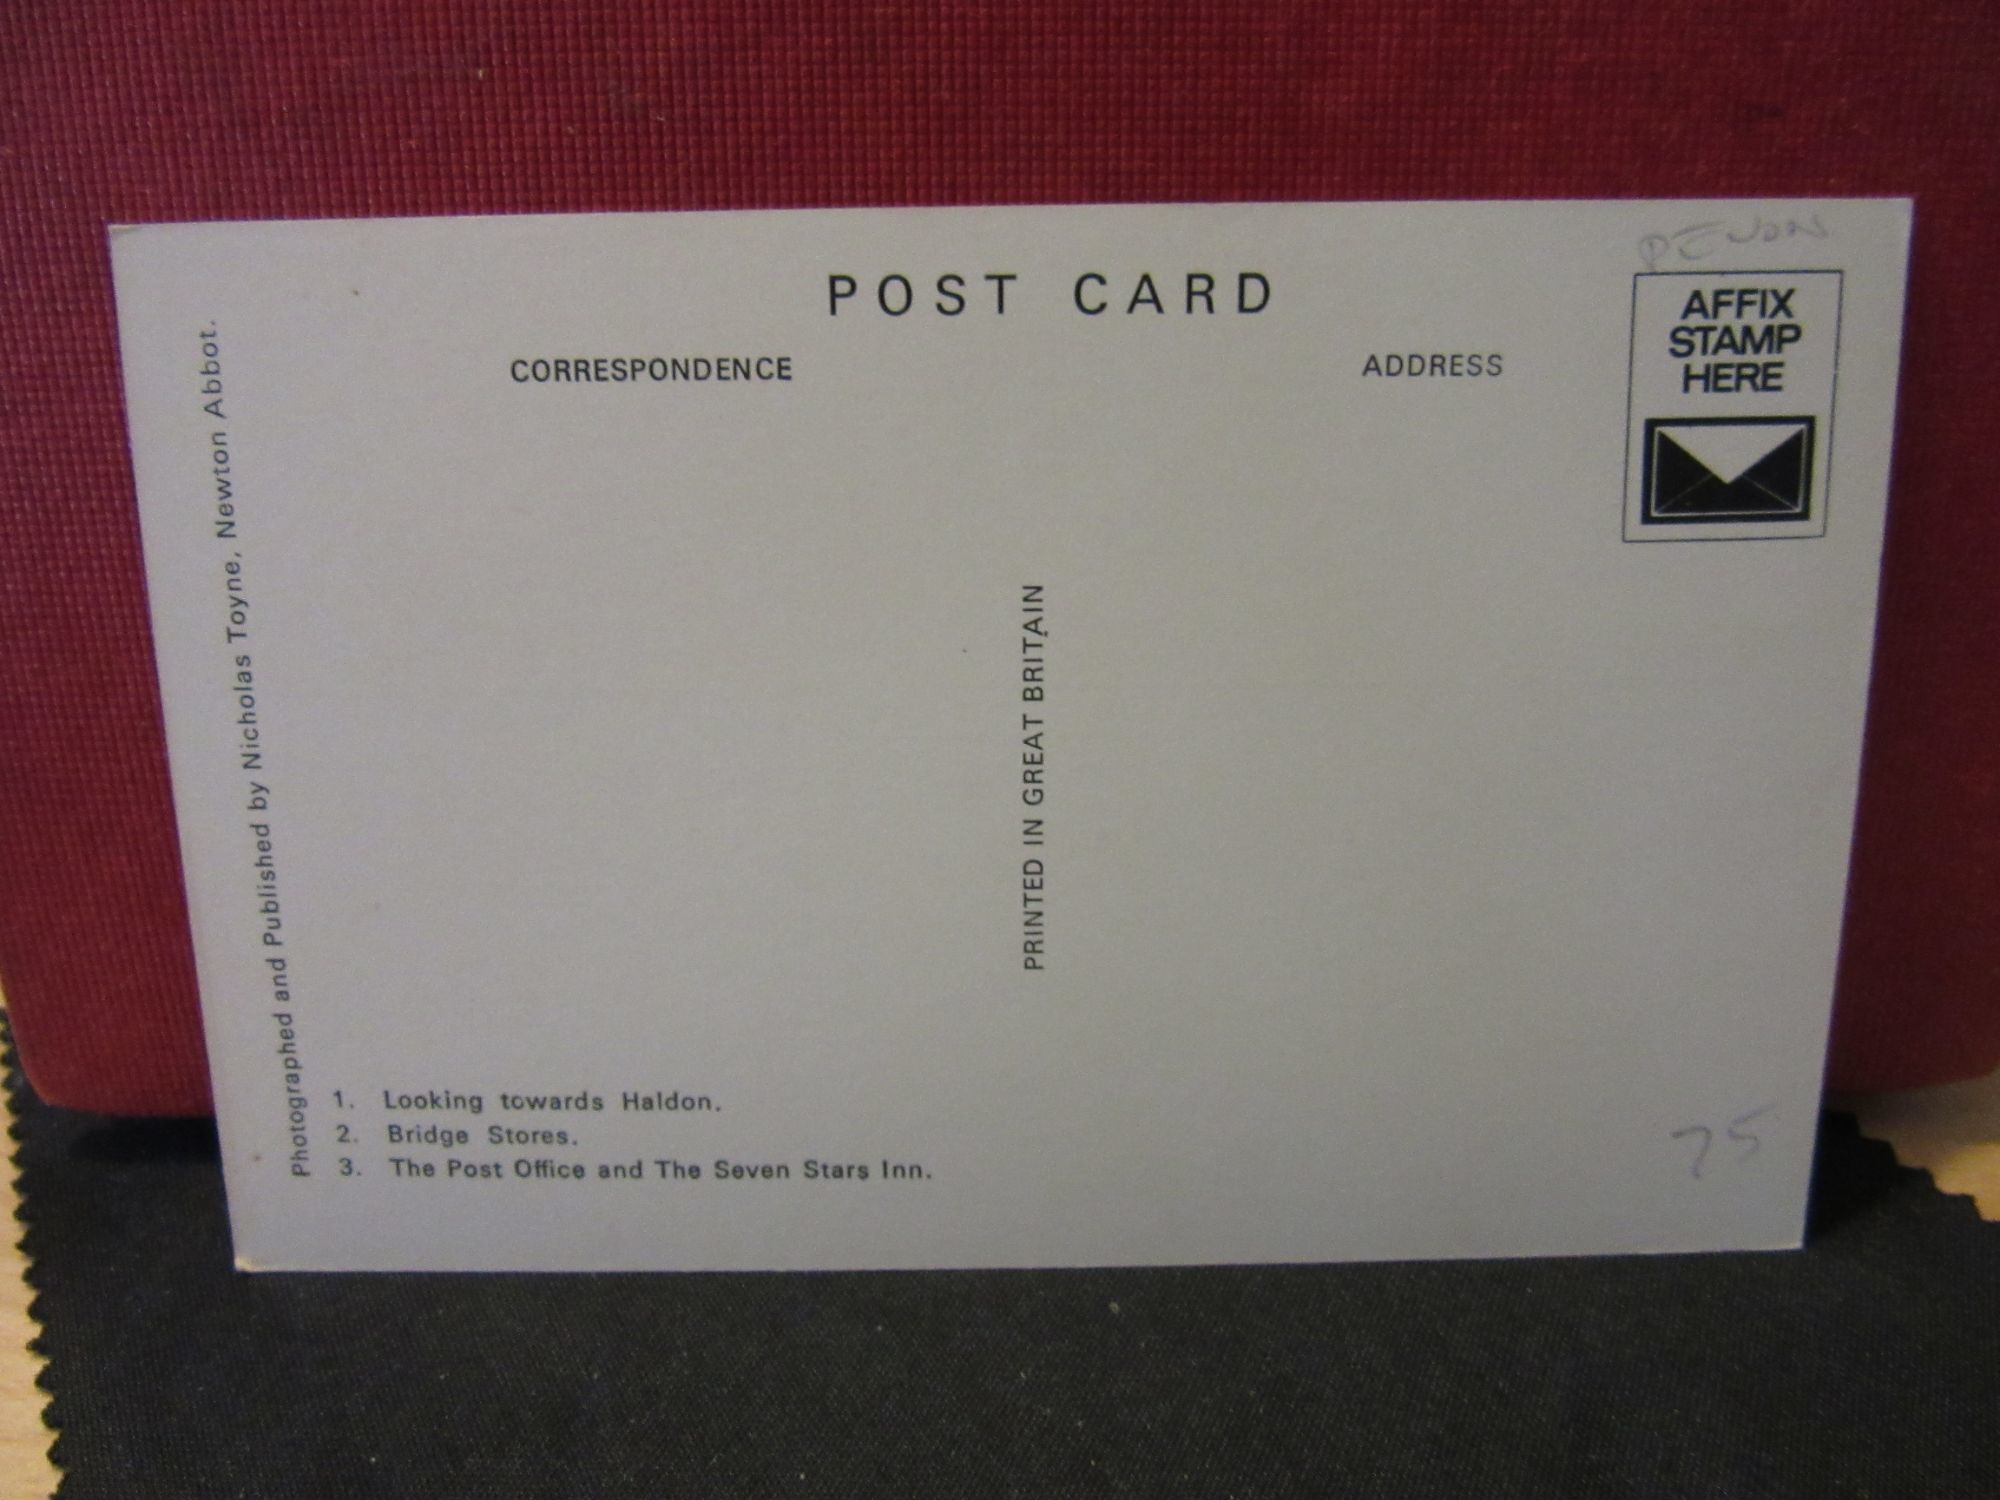 DEVON
POST CARD
CORRESPONDENCE
ADDRESS
AFFIX
STAMP
HERE
Photographed and Published by Nicholas Toyne, Newton Abbot.
PRINTED IN GREAT BRITAIN
1. Looking towards Haldon.
2. Bridge Stores.
3. The Post Office and The Seven Stars Inn.
75